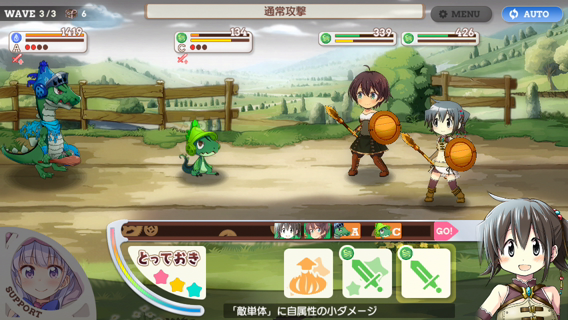 WAVE 3/3 6
通常攻撃
MENU
AUTO
1419
A
134
C
339
426
A C GO!
とっておき
SUPPORT
「敵単体」に自属性の小ダメージ